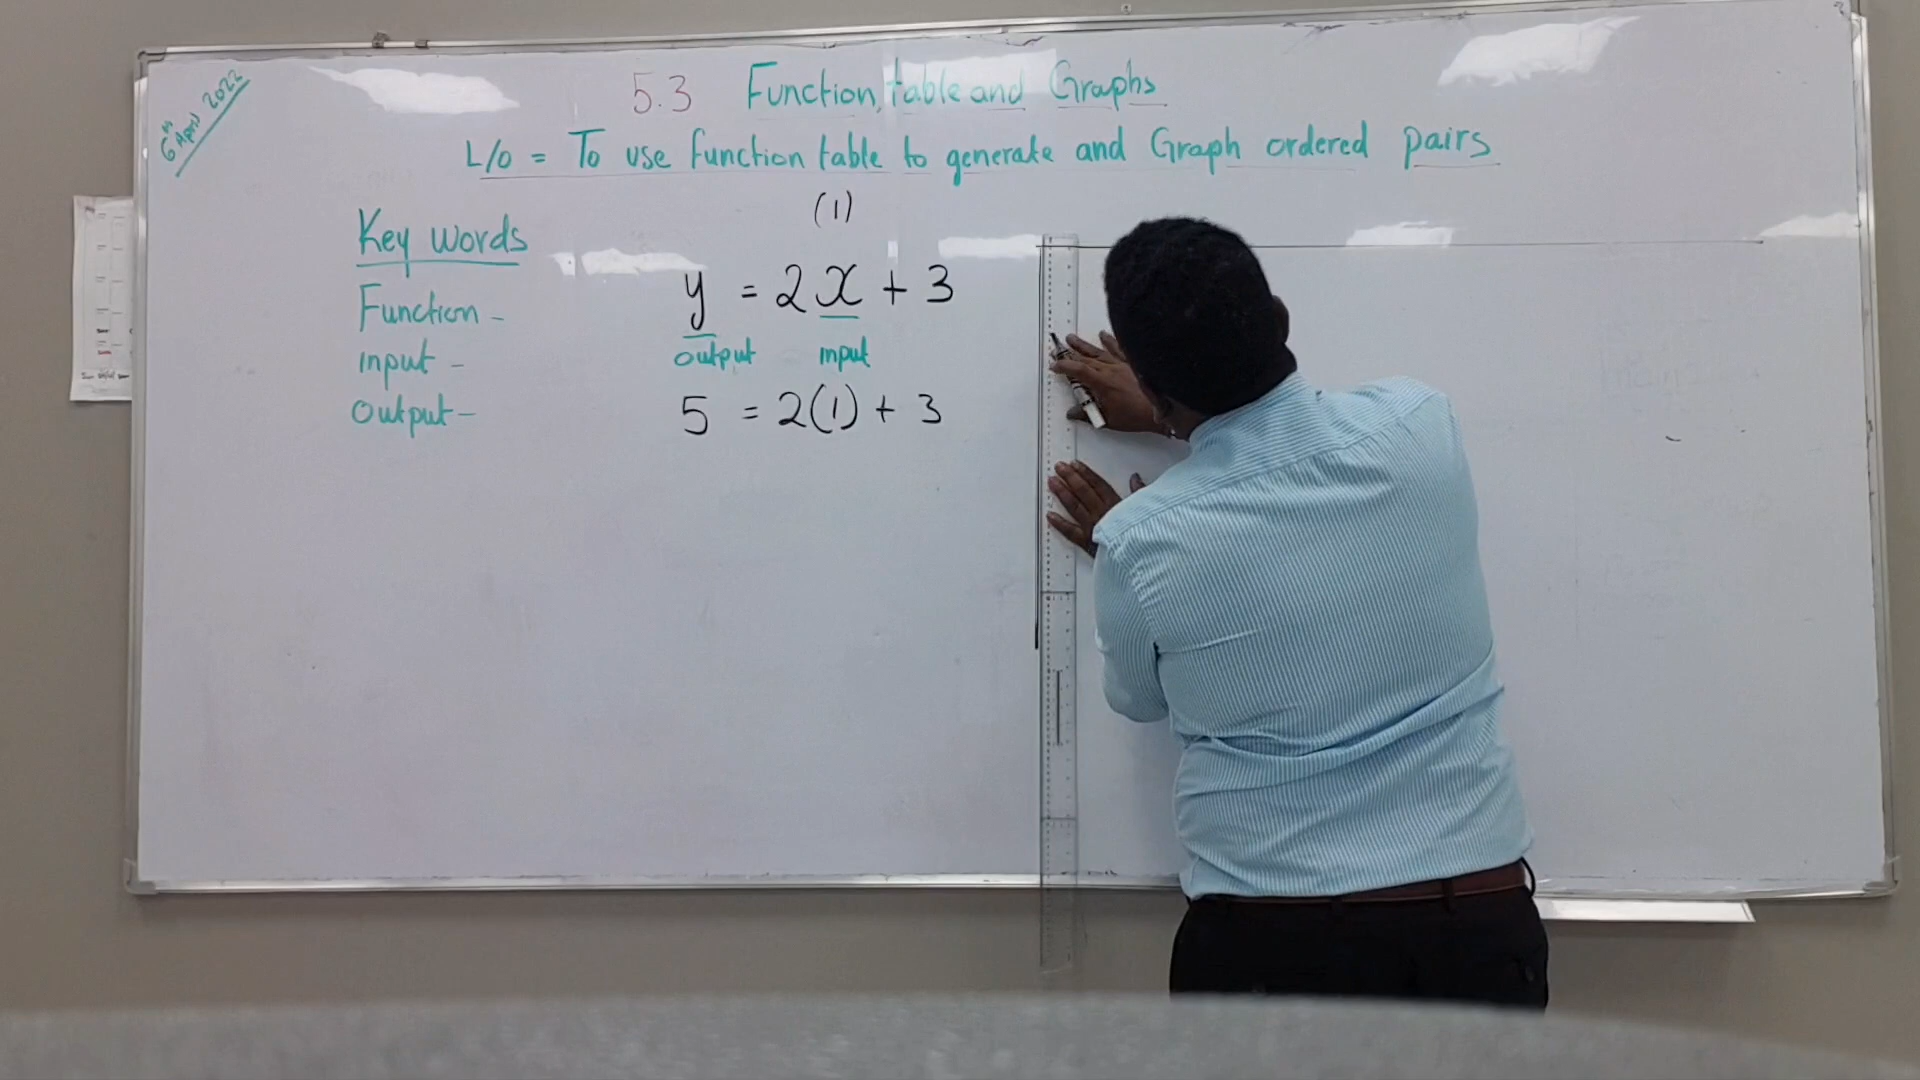 6th April 2022
5.3 Function, table and Graphs
L/o = To use function table to generate and Graph ordered pairs
Key words
Function -
input -
Output -
(1)
y = 2x + 3
output input
5 = 2(1) + 3